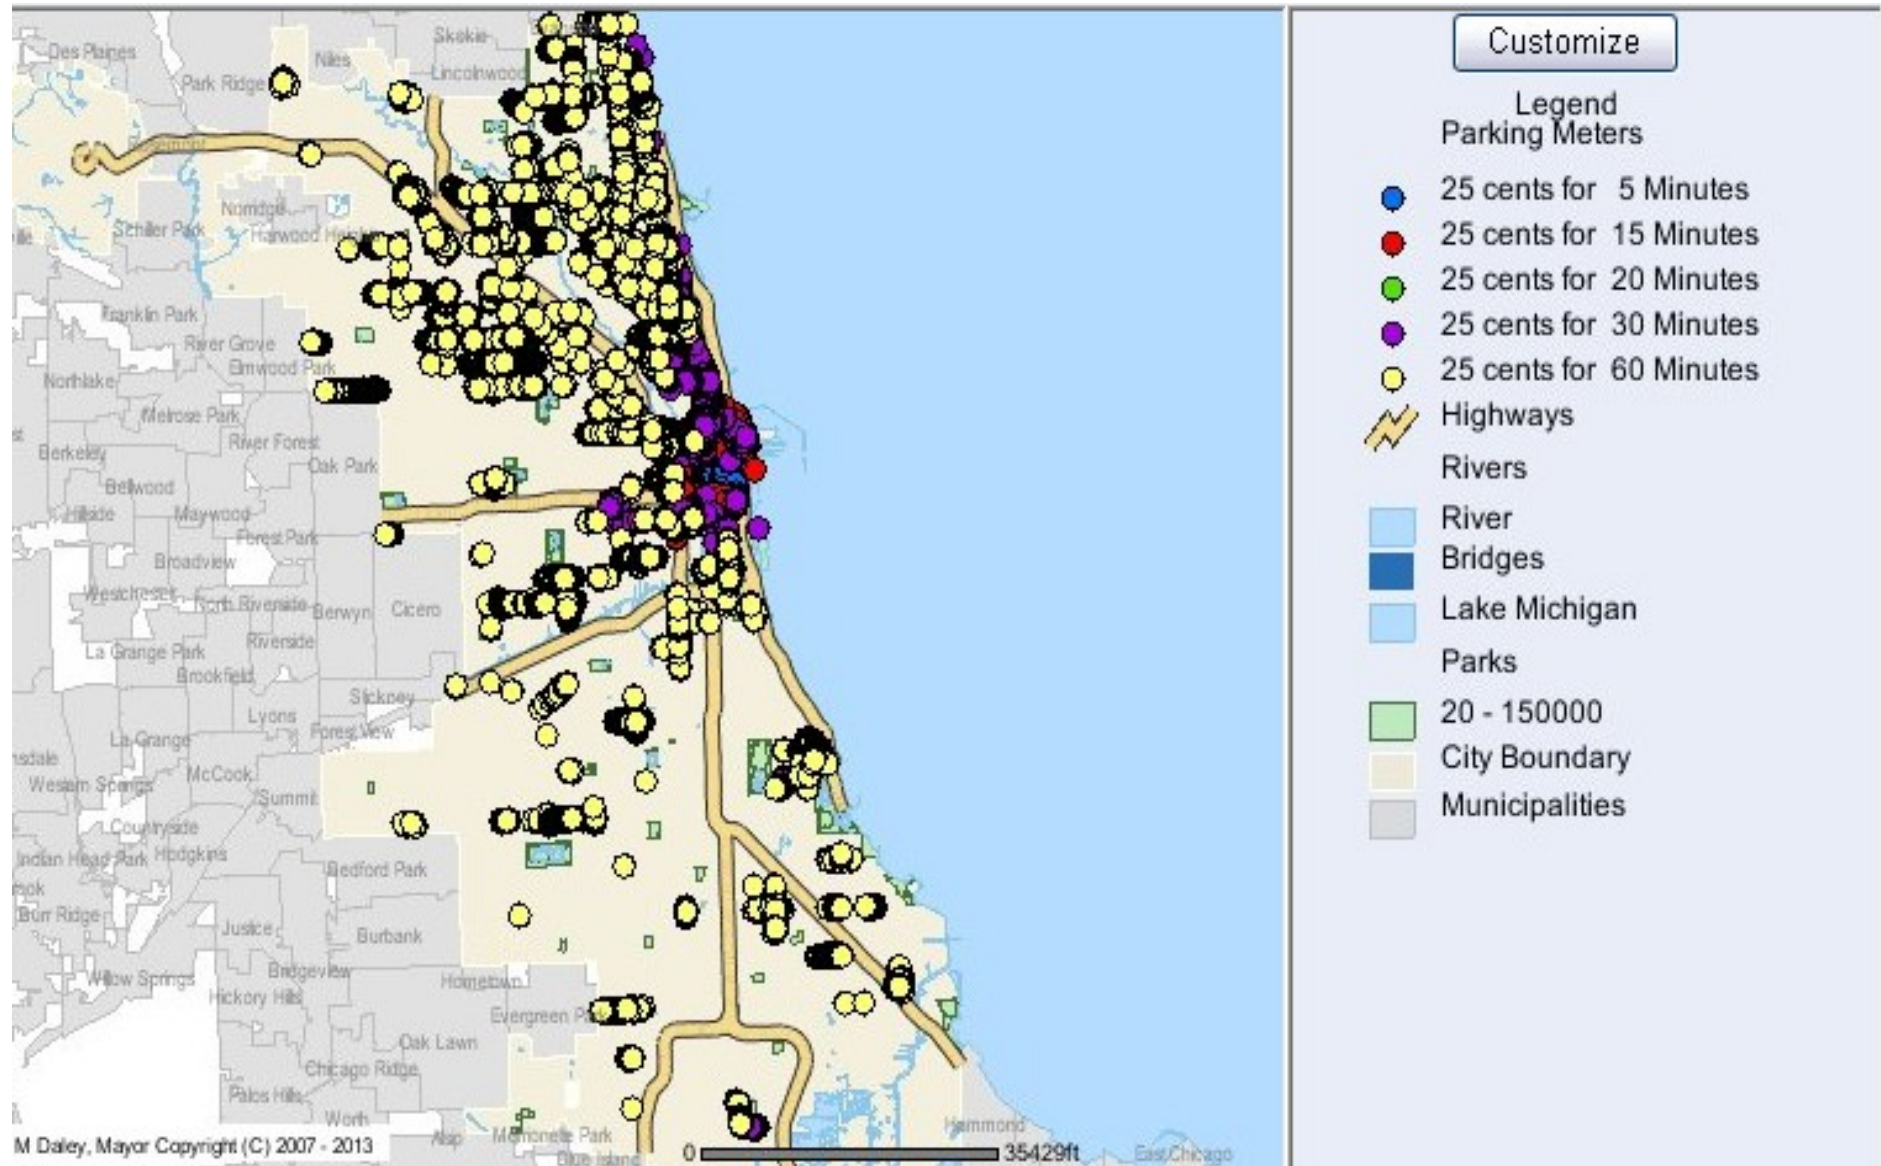 Des Plaines
Skokie
Niles
Lincolnwood
Park Ridge
Rosemont
Norridge
Schiller Park
Harwood Heights
Franklin Park
River Grove
Elmwood Park
Northlake
Melrose Park
River Forest
Berkeley
Oak Park
Bellwood
Hillside
Maywood
Forest Park
Broadview
Westchester
North Riverside
Berwyn
Cicero
Riverside
La Grange Park
Brookfield
Stickney
Lyons
Forest View
La Grange
nsdale
McCook
Western Springs
Summit
Countryside
Indian Head Park
Hodgkins
Bedford Park
Burr Ridge
Justice
Burbank
Willow Springs
Bridgeview
Hometown
Hickory Hills
Evergreen Park
Oak Lawn
Chicago Ridge
Palos Hills
Worth
Alsip
Merrionette Park
Blue Island
Hammond
East Chicago
M Daley, Mayor Copyright (C) 2007 - 2013
0 35429ft
Customize
Legend
Parking Meters
25 cents for 5 Minutes
25 cents for 15 Minutes
25 cents for 20 Minutes
25 cents for 30 Minutes
25 cents for 60 Minutes
Highways
Rivers
River
Bridges
Lake Michigan
Parks
20 - 150000
City Boundary
Municipalities